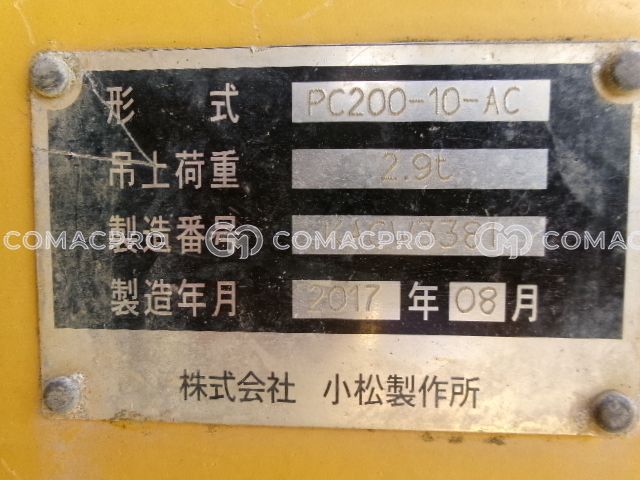 形 式 PC200-10-AC
吊上荷重 2.9t
製造番号
COMACPRO COMACPRO COMACPRO
製造年月 2017 年 08 月
株式会社 小松製作所